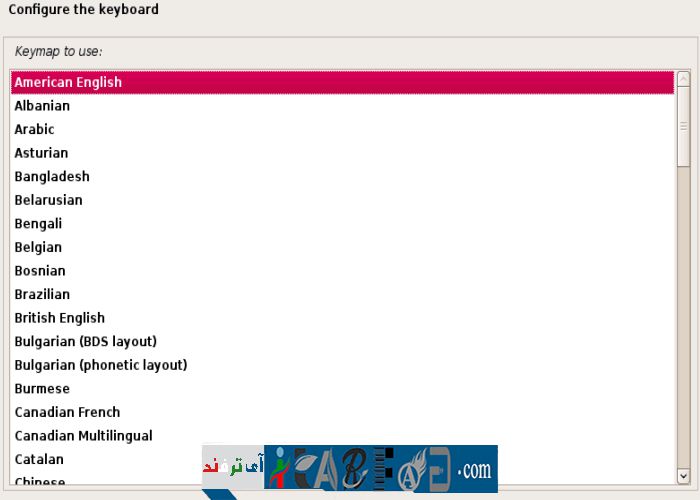 Configure the keyboard
Keymap to use:
American English
Albanian
Arabic
Asturian
Bangladesh
Belarusian
Bengali
Belgian
Bosnian
Brazilian
British English
Bulgarian (BDS layout)
Bulgarian (phonetic layout)
Burmese
Canadian French
Canadian Multilingual
Catalan
Chinese
آی ترفند
.com